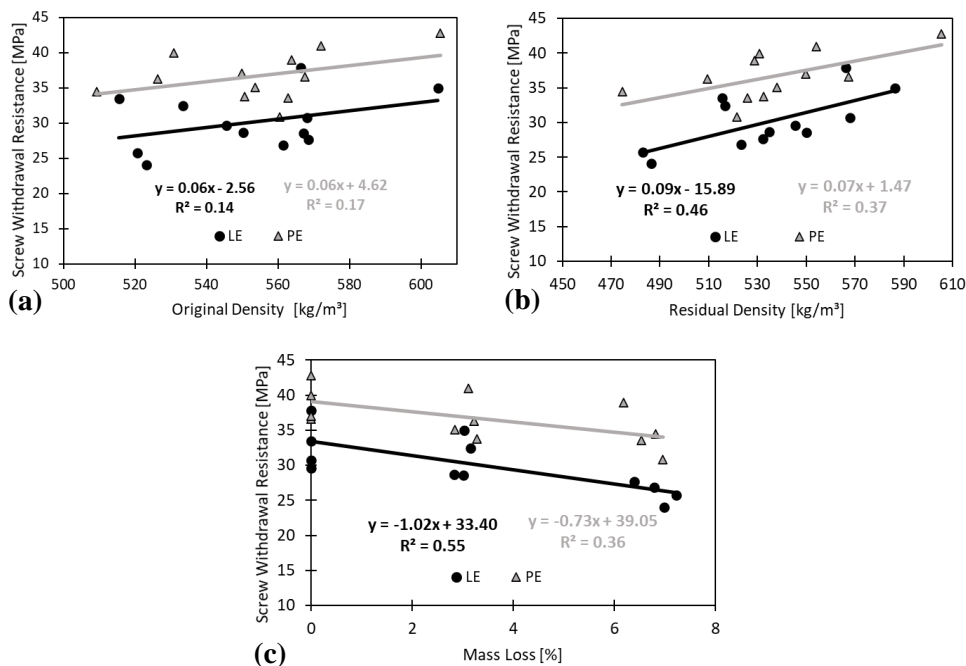 Screw Withdrawal Resistance [MPa]
45
40
35
30
25
20
15
10
y = 0.06x - 2.56
R² = 0.14
y = 0.06x + 4.62
R² = 0.17
LE PE
500 520 540 560 580 600
Original Density [kg/m³]
(a)
Screw Withdrawal Resistance [MPa]
45
40
35
30
25
20
15
10
y = 0.09x - 15.89
R² = 0.46
y = 0.07x + 1.47
R² = 0.37
LE PE
450 470 490 510 530 550 570 590 610
Residual Density [kg/m³]
(b)
Screw Withdrawal Resistance [MPa]
45
40
35
30
25
20
15
10
y = -1.02x + 33.40
R² = 0.55
y = -0.73x + 39.05
R² = 0.36
LE PE
0 2 4 6 8
Mass Loss [%]
(c)